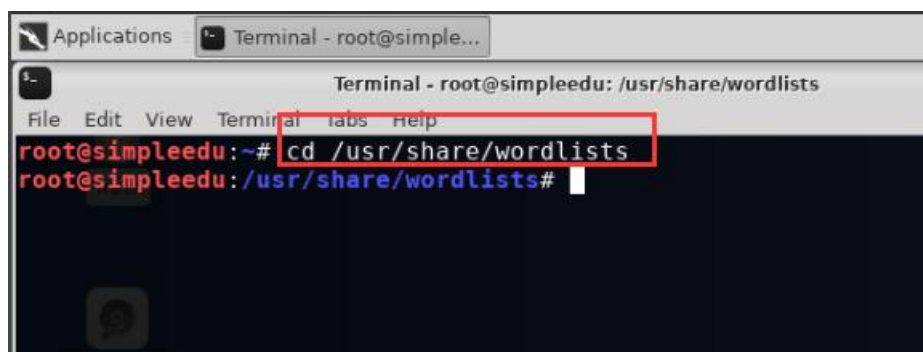 Applications Terminal - root@simple...
Terminal - root@simpleedu: /usr/share/wordlists
File Edit View Terminal Tabs Help
root@simpleedu:~# cd /usr/share/wordlists
root@simpleedu:/usr/share/wordlists#